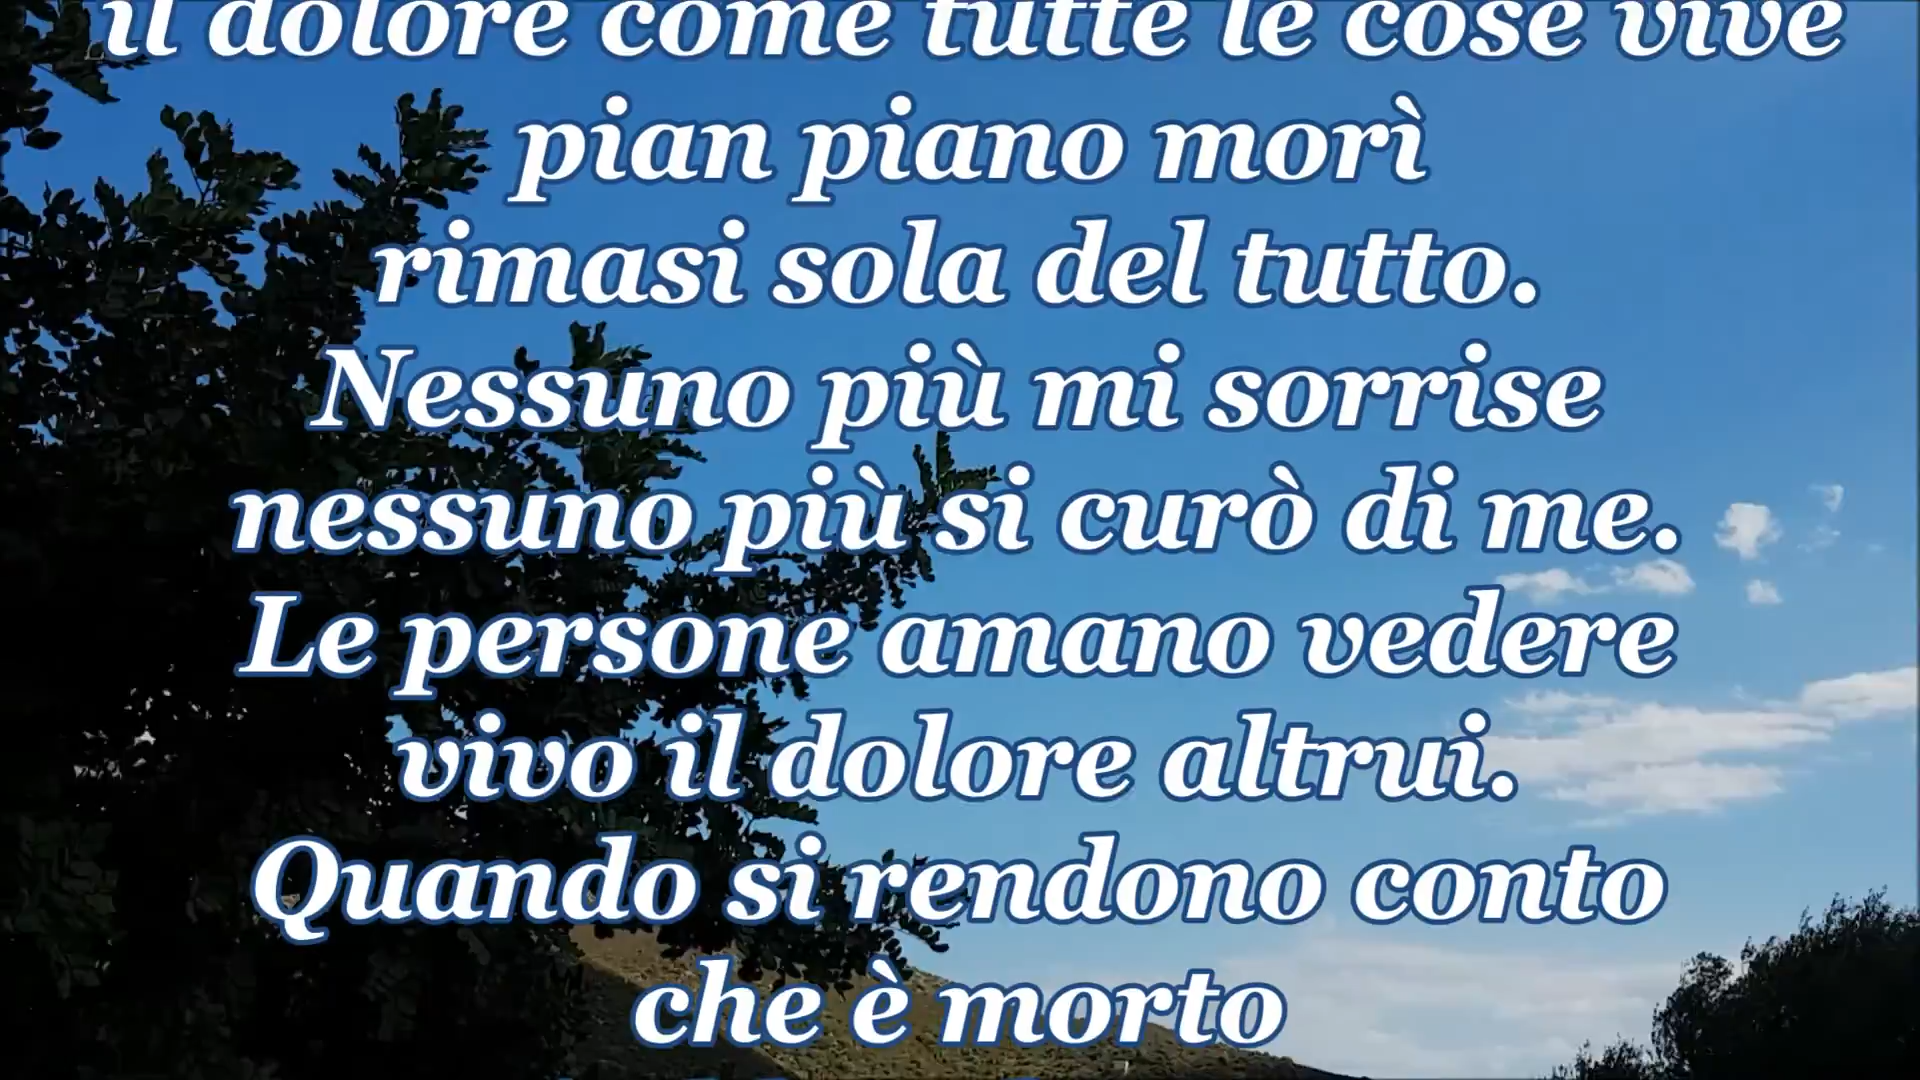 il dolore come tutte le cose vive
pian piano morì
rimasi sola del tutto.
Nessuno più mi sorrise
nessuno più si curò di me.
Le persone amano vedere
vivo il dolore altrui.
Quando si rendono conto
che è morto